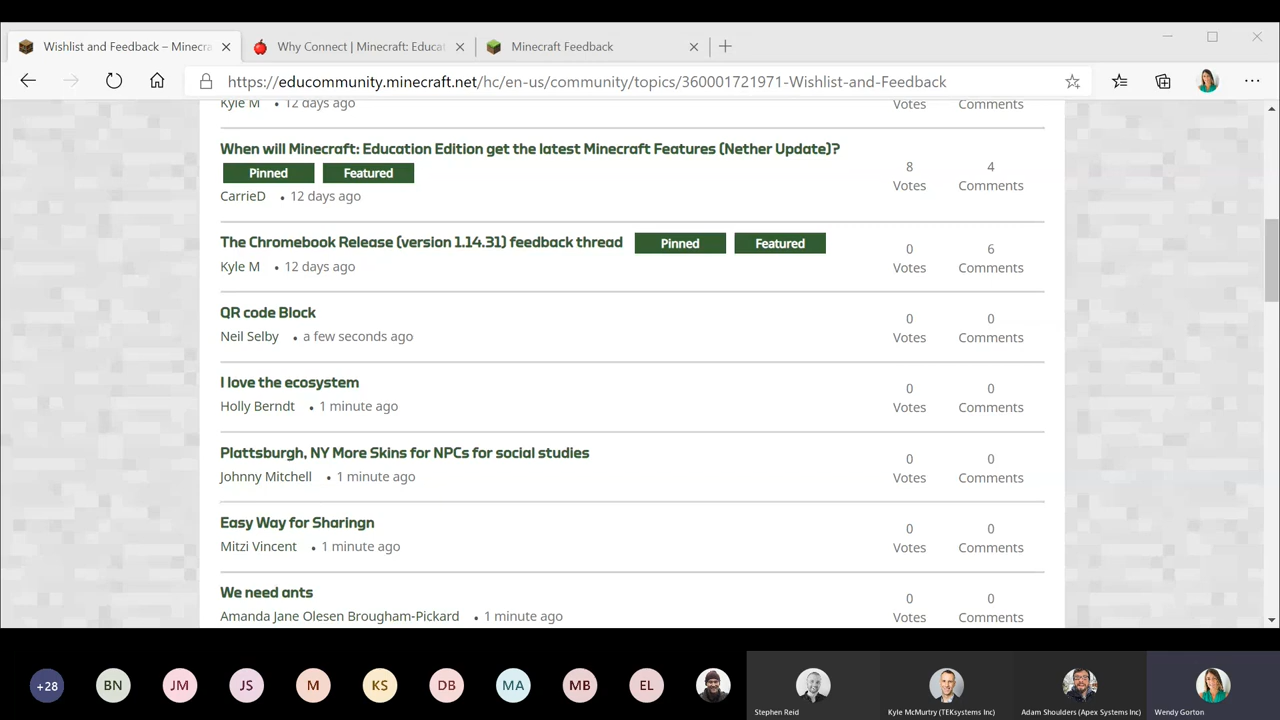 Wishlist and Feedback – Minecra
Why Connect | Minecraft: Educat
Minecraft Feedback
https://educommunity.minecraft.net/hc/en-us/community/topics/360001721971-Wishlist-and-Feedback
Kyle M • 12 days ago
Votes Comments
When will Minecraft: Education Edition get the latest Minecraft Features (Nether Update)?
Pinned Featured
8 4
Votes Comments
CarrieD • 12 days ago
The Chromebook Release (version 1.14.31) feedback thread Pinned Featured
0 6
Kyle M • 12 days ago
Votes Comments
QR code Block
0 0
Neil Selby • a few seconds ago
Votes Comments
I love the ecosystem
0 0
Holly Berndt • 1 minute ago
Votes Comments
Plattsburgh, NY More Skins for NPCs for social studies
0 0
Johnny Mitchell • 1 minute ago
Votes Comments
Easy Way for Sharingn
0 0
Mitzi Vincent • 1 minute ago
Votes Comments
We need ants
0 0
Amanda Jane Olesen Brougham-Pickard • 1 minute ago
Votes Comments
+28 BN JM JS M KS DB MA MB EL
Stephen Reid
Kyle McMurtry (TEKsystems Inc)
Adam Shoulders (Apex Systems Inc)
Wendy Gorton